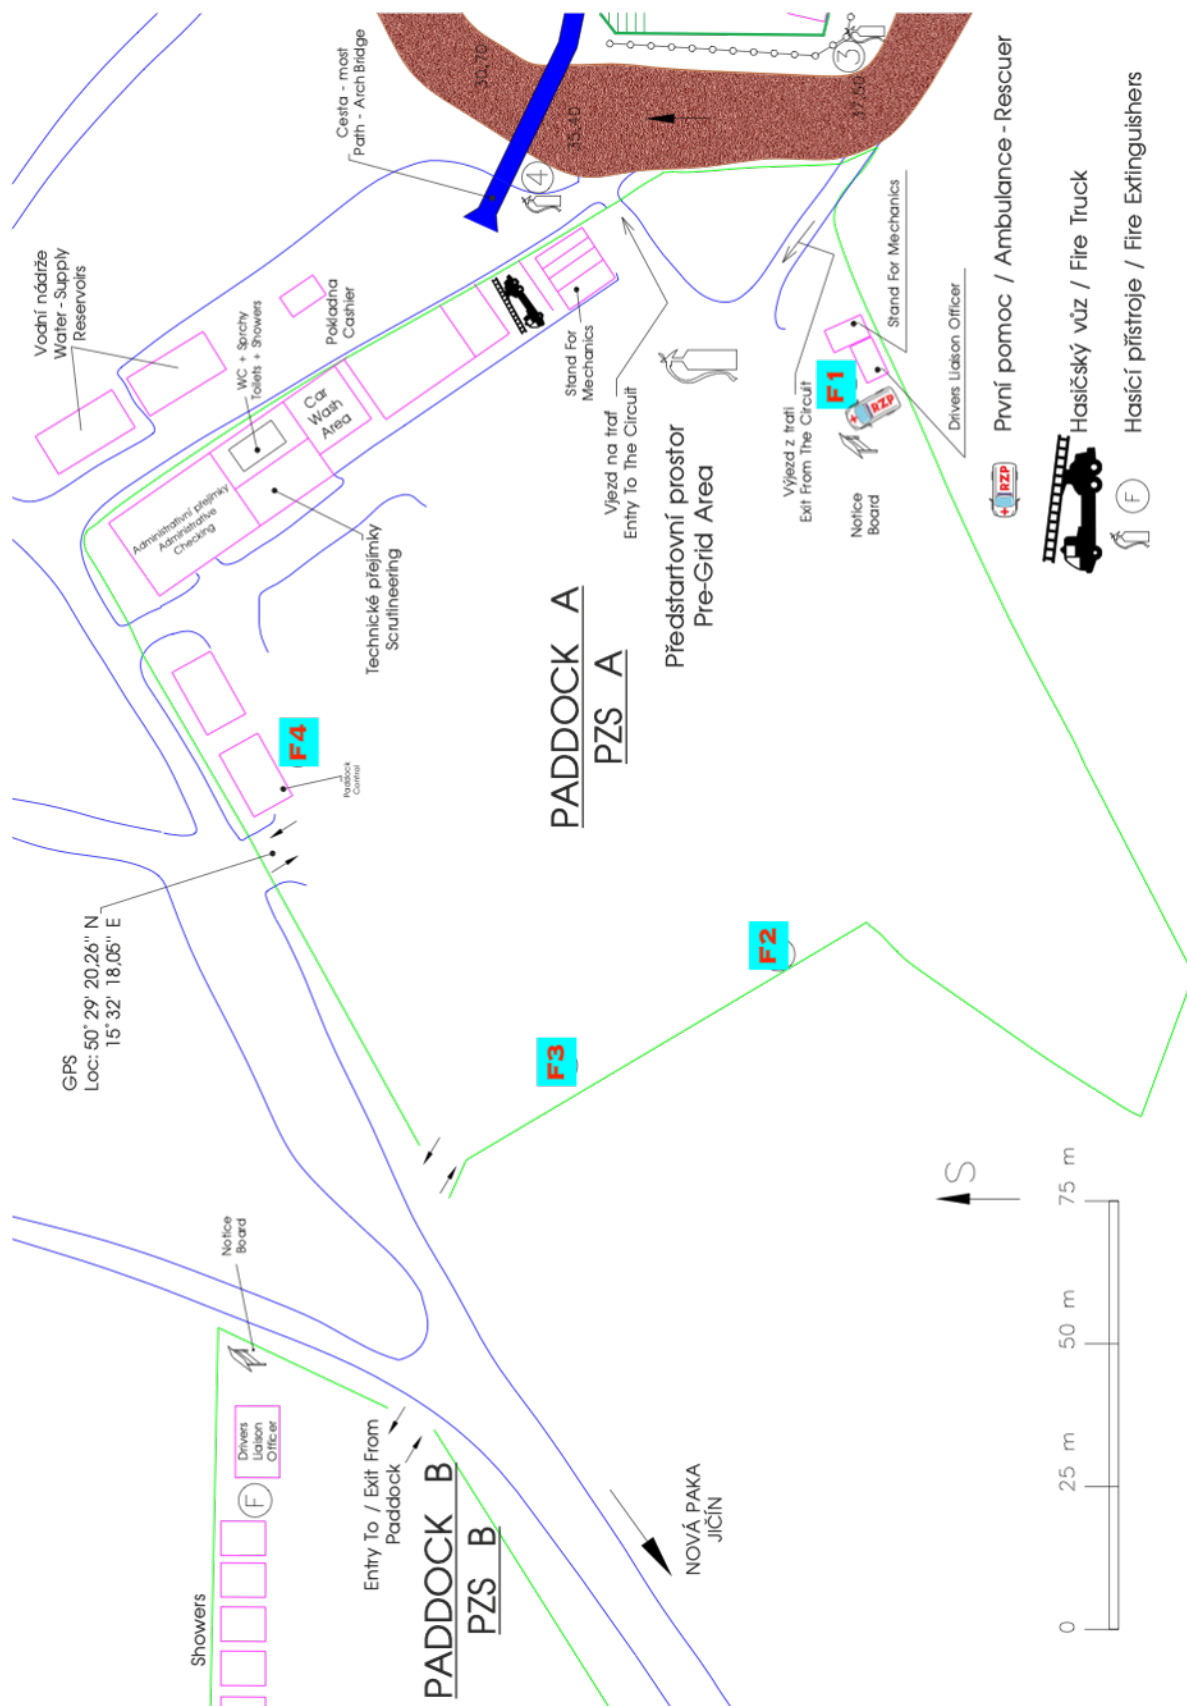 Vodní nádrže
Water - Supply
Reservoirs
WC + Sprchy
Toilets + Showers
Pokladna
Cashier
Cesta - most
Path - Arch Bridge
30,70
35,40
37,50
3
4
Administrativní přejímky
Administrative
Checking
Car
Wash
Area
Technické přejímky
Scrutineering
Stand For
Mechanics
Vjezd na trať
Entry To The Circuit
Předstartovní prostor
Pre-Grid Area
Výjezd z trati
Exit From The Circuit
Notice
Board
F1
RZP
Stand For Mechanics
Drivers Liaison Officer
První pomoc / Ambulance - Rescuer
RZP
Hasičský vůz / Fire Truck
Hasicí přístroje / Fire Extinguishers
F
F4
Paddock
Control
PADDOCK A
PZS A
GPS
Loc: 50° 29' 20,26'' N
15° 32' 18,05'' E
F2
F3
Notice
Board
Drivers
Liaison
Officer
F
Showers
Entry To / Exit From
Paddock
PADDOCK B
PZS B
NOVÁ PAKA
JIČÍN
S
0
25 m
50 m
75 m